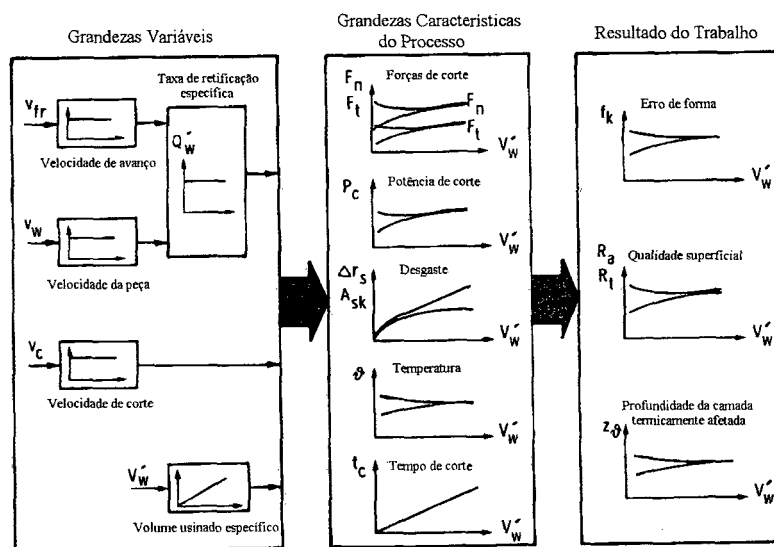 Grandezas Variáveis
Taxa de retificação
específica
v_fr
Q'_w
Velocidade de avanço
v_w
Velocidade da peça
v_c
Velocidade de corte
V'_w
Volume usinado específico
Grandezas Características
do Processo
Forças de corte
F_n
F_t
F_n
F_t
V'_w
Potência de corte
P_c
V'_w
Desgaste
Δr_s
A_sk
V'_w
Temperatura
ϑ
V'_w
Tempo de corte
t_c
V'_w
Resultado do Trabalho
Erro de forma
f_k
V'_w
Qualidade superficial
R_a
R_t
V'_w
Profundidade da camada
termicamente afetada
z_ϑ
V'_w